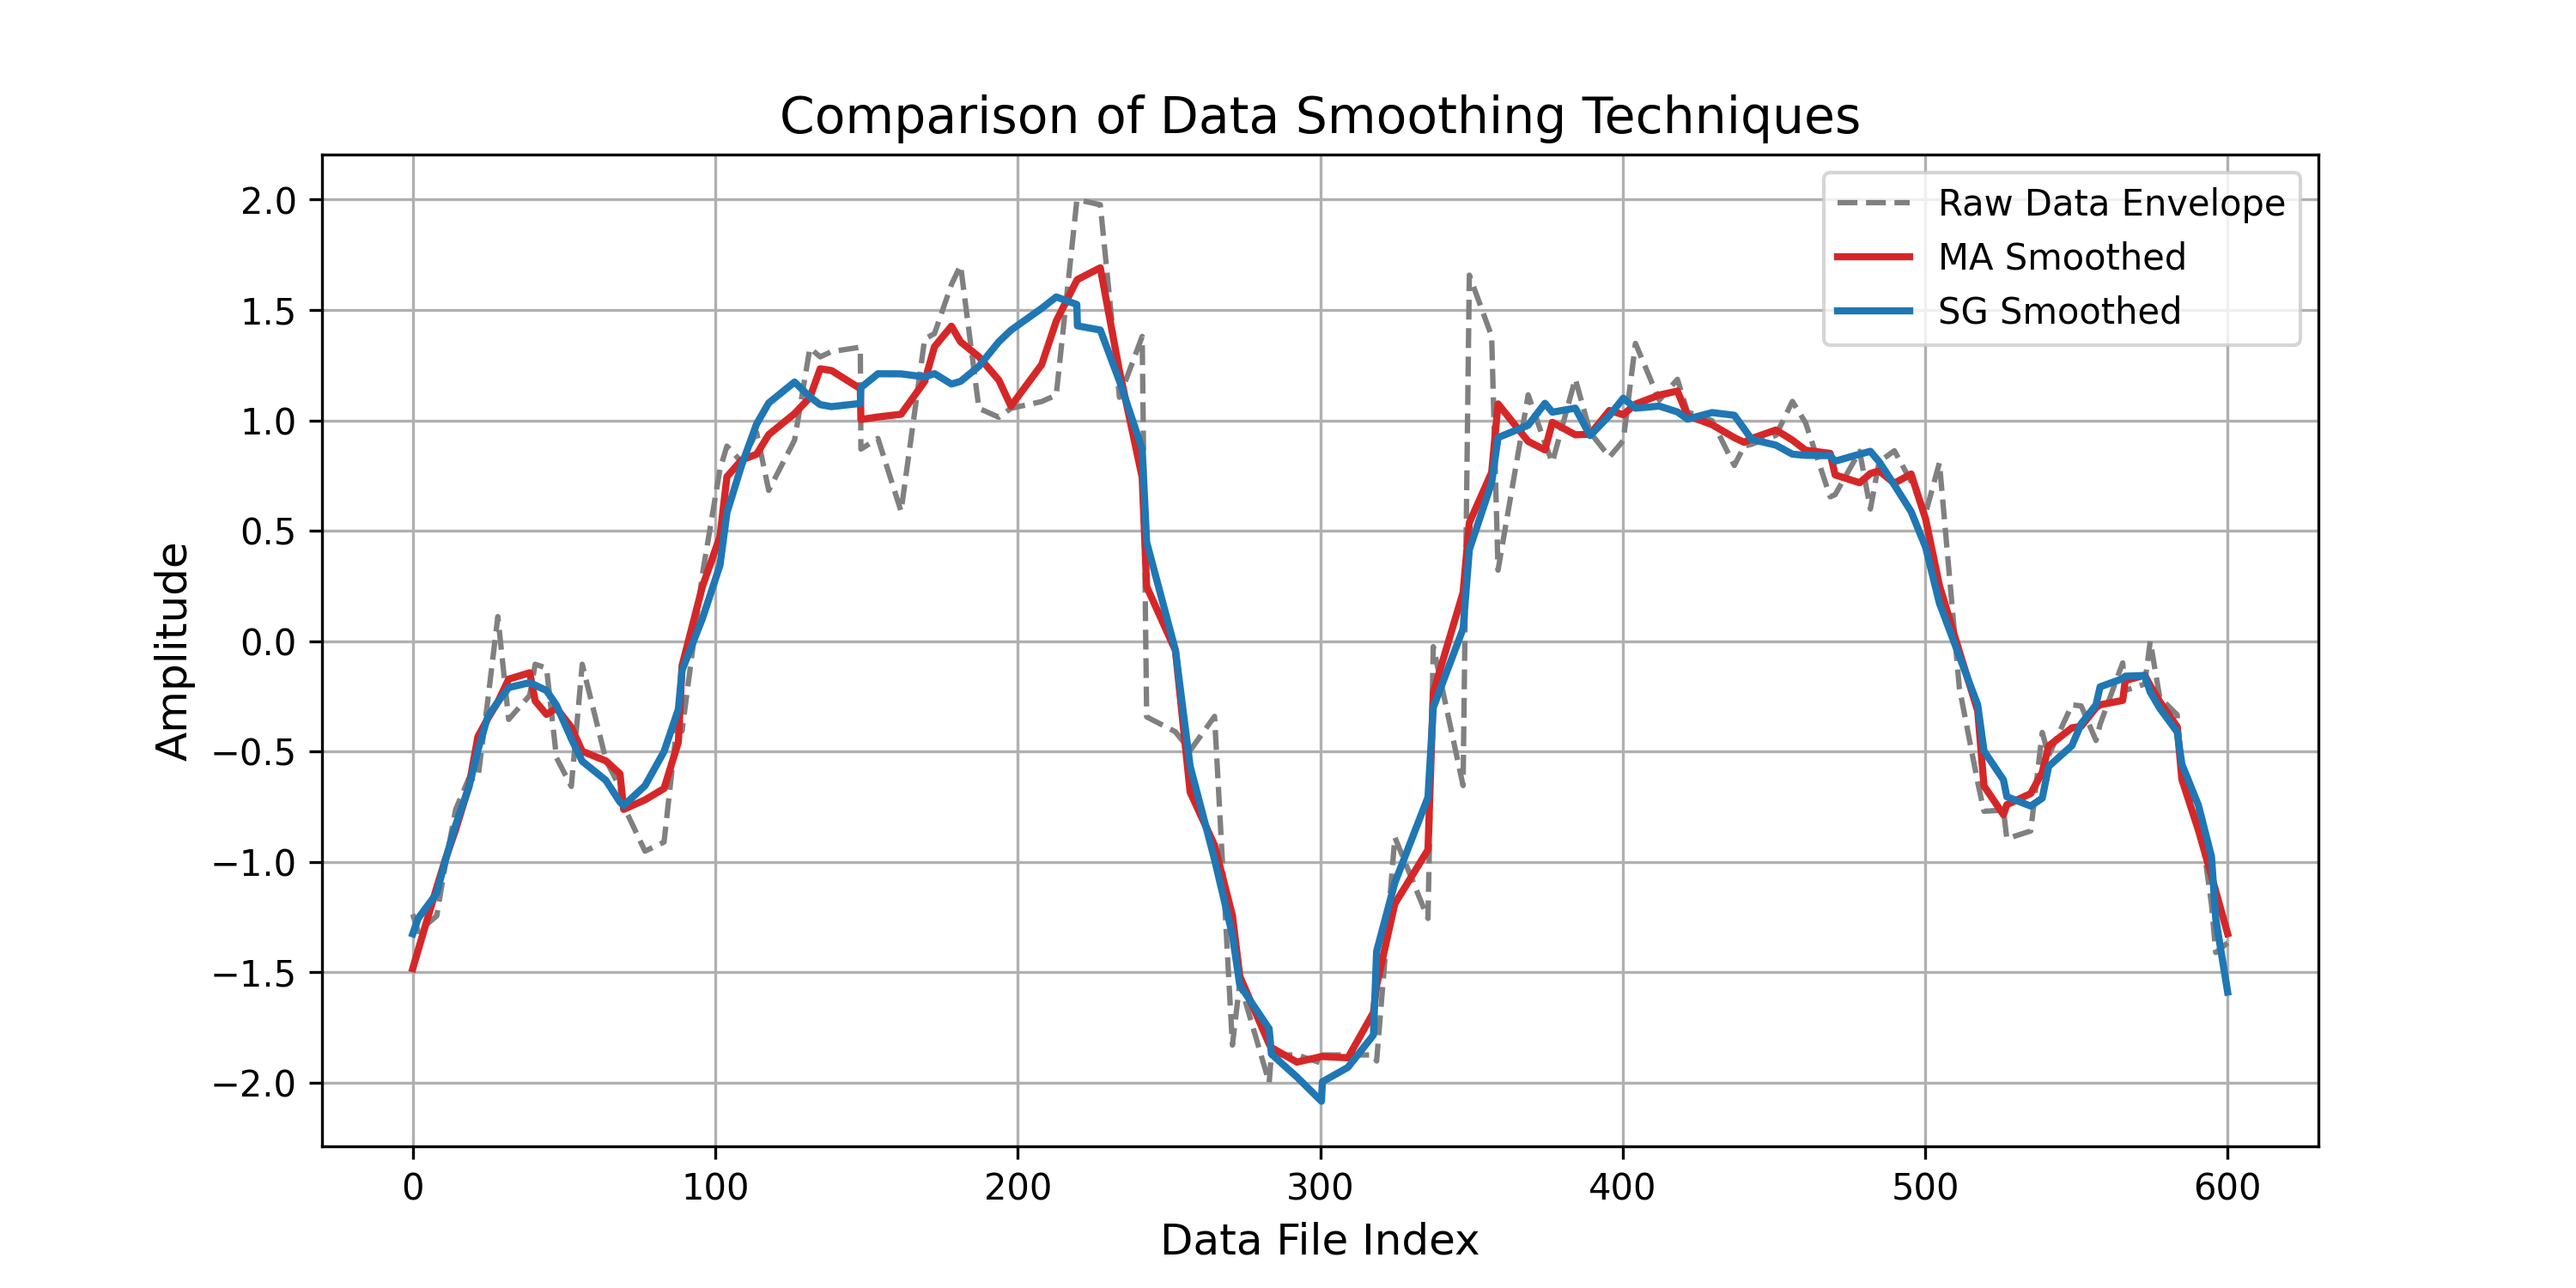 Comparison of Data Smoothing Techniques
Raw Data Envelope
MA Smoothed
SG Smoothed
Amplitude
2.0
1.5
1.0
0.5
0.0
−0.5
−1.0
−1.5
−2.0
0 100 200 300 400 500 600
Data File Index